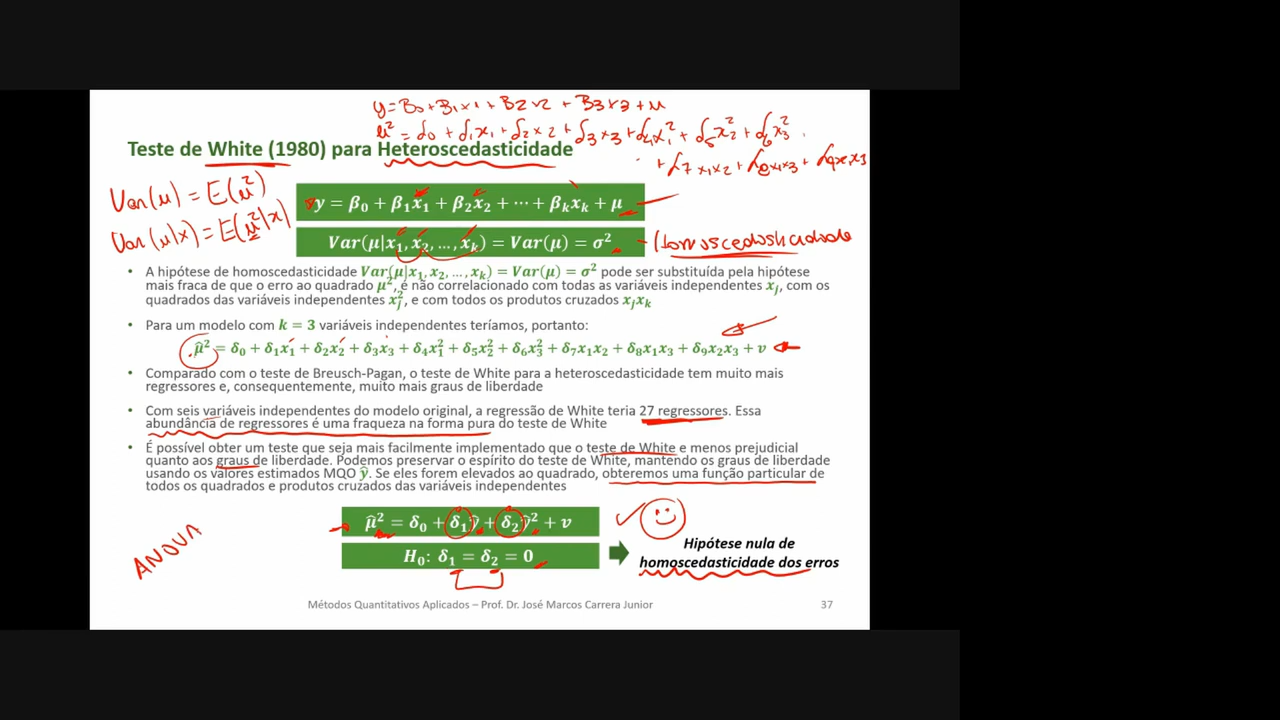 y = B0 + B1x1 + B2x2 + B3x3 + u
u² = δ0 + δ1x1 + δ2x2 + δ3x3 + δ4x1² + δ5x2² + δ6x3²
+ δ7x1x2 + δ8x1x3 + δ9x2x3
Teste de White (1980) para Heteroscedasticidade
Var(μ) = E(μ²)
Var(μ|x) = E(μ²|x)
y = β₀ + β₁x₁ + β₂x₂ + ⋯ + βₖxₖ + μ
Var(μ|x₁, x₂, …, xₖ) = Var(μ) = σ²
Homoscedasticidade
• A hipótese de homoscedasticidade Var(μ|x₁, x₂, …, xₖ) = Var(μ) = σ² pode ser substituída pela hipótese
mais fraca de que o erro ao quadrado μ², é não correlacionado com todas as variáveis independentes xⱼ, com os
quadrados das variáveis independentes xⱼ², e com todos os produtos cruzados xⱼxₖ
• Para um modelo com k = 3 variáveis independentes teríamos, portanto:
μ̂² = δ₀ + δ₁x₁ + δ₂x₂ + δ₃x₃ + δ₄x₁² + δ₅x₂² + δ₆x₃² + δ₇x₁x₂ + δ₈x₁x₃ + δ₉x₂x₃ + v
• Comparado com o teste de Breusch-Pagan, o teste de White para a heteroscedasticidade tem muito mais
regressores e, consequentemente, muito mais graus de liberdade
• Com seis variáveis independentes do modelo original, a regressão de White teria 27 regressores. Essa
abundância de regressores é uma fraqueza na forma pura do teste de White
• É possível obter um teste que seja mais facilmente implementado que o teste de White e menos prejudicial
quanto aos graus de liberdade. Podemos preservar o espírito do teste de White, mantendo os graus de liberdade
usando os valores estimados MQO ŷ. Se eles forem elevados ao quadrado, obteremos uma função particular de
todos os quadrados e produtos cruzados das variáveis independentes
μ̂² = δ₀ + δ₁ŷ + δ₂ŷ² + v
ANOVA
H₀: δ₁ = δ₂ = 0
Hipótese nula de
homoscedasticidade dos erros
Métodos Quantitativos Aplicados – Prof. Dr. José Marcos Carrera Junior
37